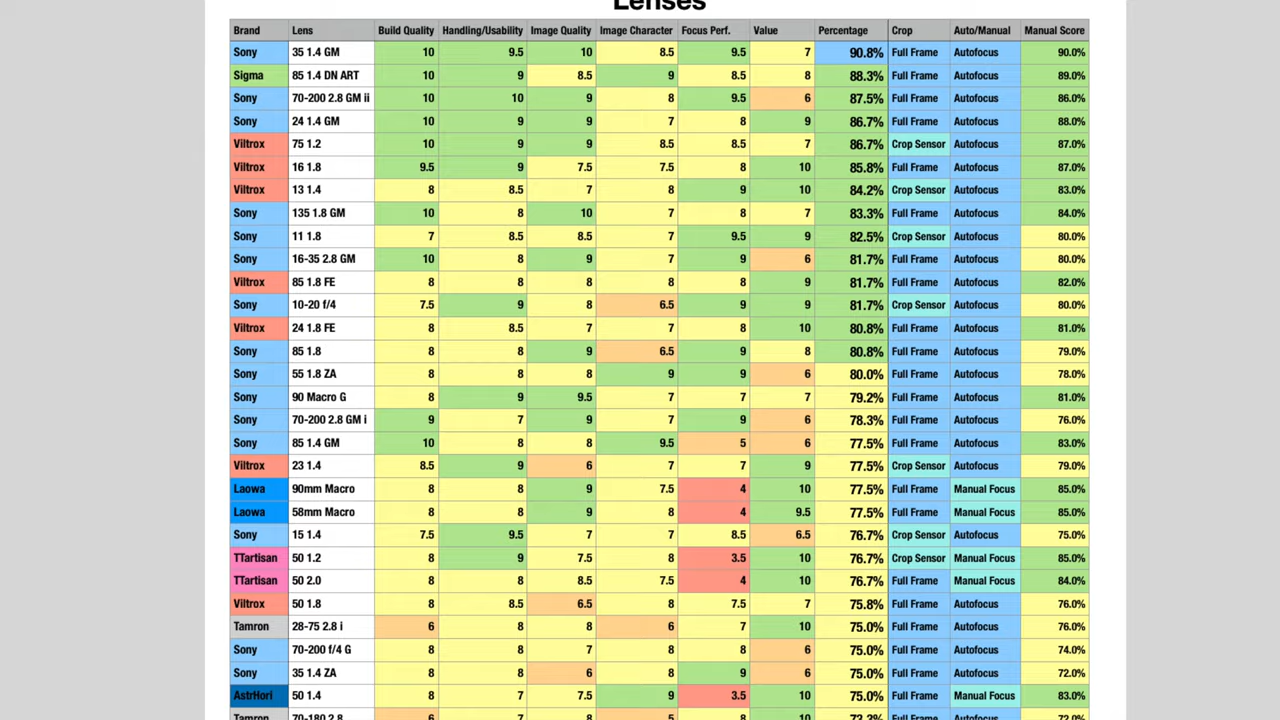 Lenses
Brand Lens Build Quality Handling/Usability Image Quality Image Character Focus Perf. Value Percentage Crop Auto/Manual Manual Score
Sony 35 1.4 GM 10 9.5 10 8.5 9.5 7 90.8% Full Frame Autofocus 90.0%
Sigma 85 1.4 DN ART 10 9 8.5 9 8.5 8 88.3% Full Frame Autofocus 89.0%
Sony 70-200 2.8 GM ii 10 10 9 8 9.5 6 87.5% Full Frame Autofocus 86.0%
Sony 24 1.4 GM 10 9 9 7 8 9 86.7% Full Frame Autofocus 88.0%
Viltrox 75 1.2 10 9 9 8.5 8.5 7 86.7% Crop Sensor Autofocus 87.0%
Viltrox 16 1.8 9.5 9 7.5 7.5 8 10 85.8% Full Frame Autofocus 87.0%
Viltrox 13 1.4 8 8.5 7 8 9 10 84.2% Crop Sensor Autofocus 83.0%
Sony 135 1.8 GM 10 8 10 7 8 7 83.3% Full Frame Autofocus 84.0%
Sony 11 1.8 7 8.5 8.5 7 9.5 9 82.5% Crop Sensor Autofocus 80.0%
Sony 16-35 2.8 GM 10 8 9 7 9 6 81.7% Full Frame Autofocus 80.0%
Viltrox 85 1.8 FE 8 8 8 8 8 9 81.7% Full Frame Autofocus 82.0%
Sony 10-20 f/4 7.5 9 8 6.5 9 9 81.7% Crop Sensor Autofocus 80.0%
Viltrox 24 1.8 FE 8 8.5 7 7 8 10 80.8% Full Frame Autofocus 81.0%
Sony 85 1.8 8 8 9 6.5 9 8 80.8% Full Frame Autofocus 79.0%
Sony 55 1.8 ZA 8 8 8 9 9 6 80.0% Full Frame Autofocus 78.0%
Sony 90 Macro G 8 9 9.5 7 7 7 79.2% Full Frame Autofocus 81.0%
Sony 70-200 2.8 GM i 9 7 9 7 9 6 78.3% Full Frame Autofocus 76.0%
Sony 85 1.4 GM 10 8 8 9.5 5 6 77.5% Full Frame Autofocus 83.0%
Viltrox 23 1.4 8.5 9 6 7 7 9 77.5% Crop Sensor Autofocus 79.0%
Laowa 90mm Macro 8 8 9 7.5 4 10 77.5% Full Frame Manual Focus 85.0%
Laowa 58mm Macro 8 8 9 8 4 9.5 77.5% Full Frame Manual Focus 85.0%
Sony 15 1.4 7.5 9.5 7 7 8.5 6.5 76.7% Crop Sensor Autofocus 75.0%
TTartisan 50 1.2 8 9 7.5 8 3.5 10 76.7% Crop Sensor Manual Focus 85.0%
TTartisan 50 2.0 8 8 8.5 7.5 4 10 76.7% Full Frame Manual Focus 84.0%
Viltrox 50 1.8 8 8.5 6.5 8 7.5 7 75.8% Full Frame Autofocus 76.0%
Tamron 28-75 2.8 i 6 8 8 6 7 10 75.0% Full Frame Autofocus 76.0%
Sony 70-200 f/4 G 8 8 7 8 8 6 75.0% Full Frame Autofocus 74.0%
Sony 35 1.4 ZA 8 8 6 8 9 6 75.0% Full Frame Autofocus 72.0%
AstrHori 50 1.4 8 7 7.5 9 3.5 10 75.0% Full Frame Manual Focus 83.0%
Tamron 70-180 2.8 6 7 8 5 8 10 73.3% Full Frame Autofocus 72.0%